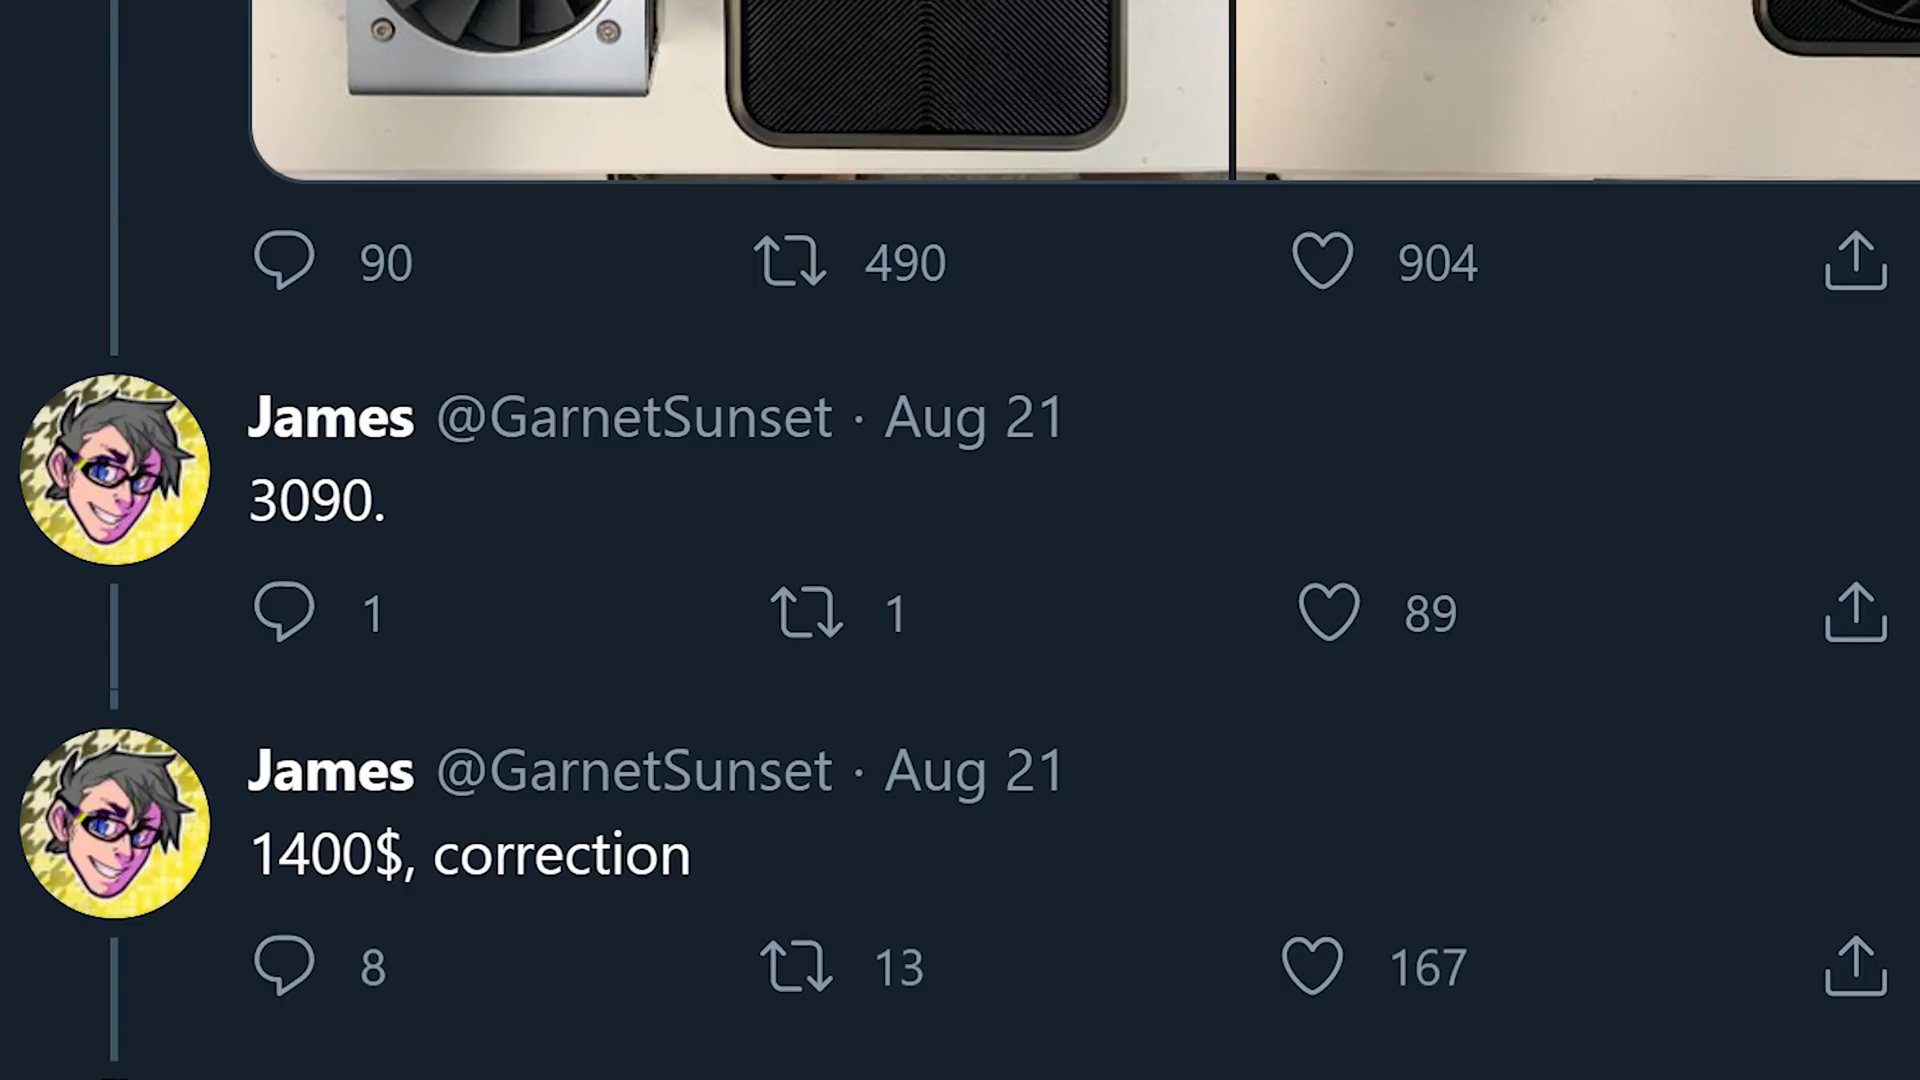 90 490 904
James @GarnetSunset · Aug 21
3090.
1 1 89
James @GarnetSunset · Aug 21
1400$, correction
8 13 167